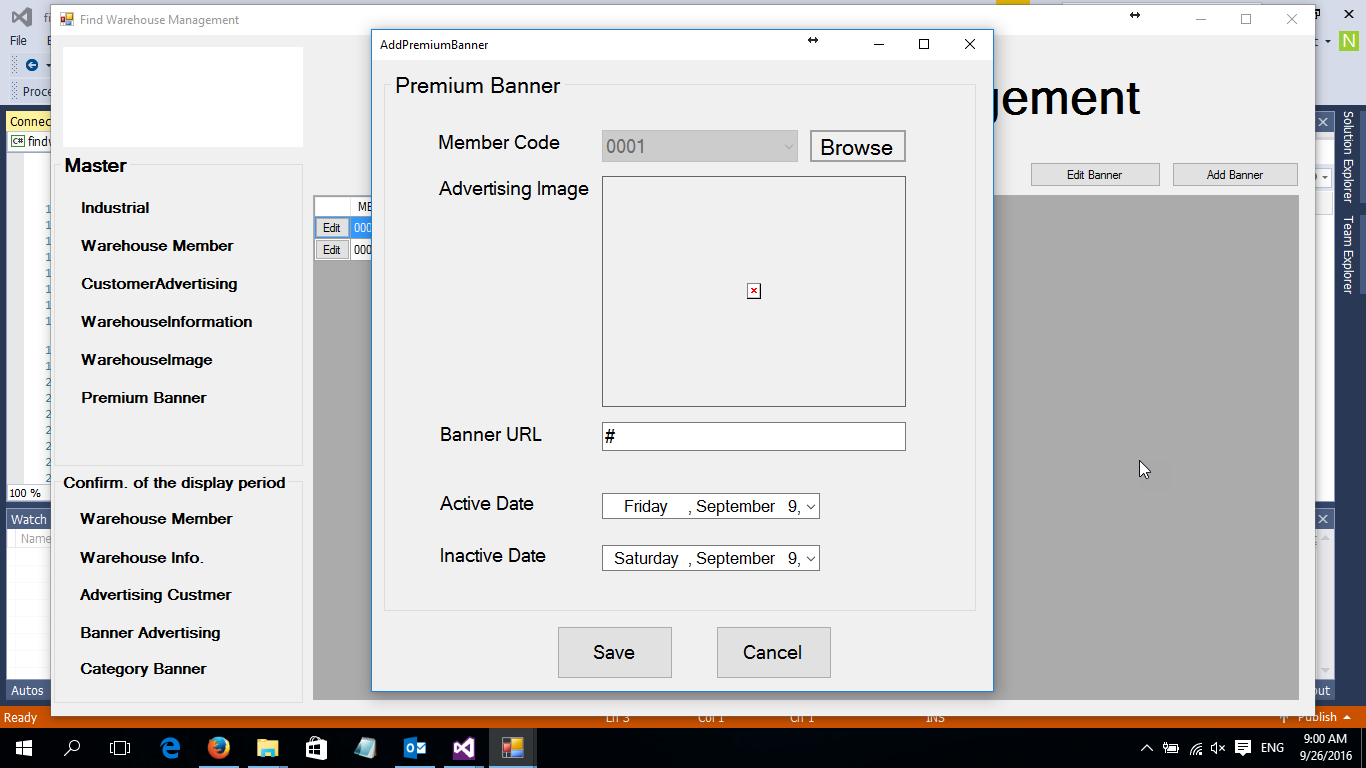 Find Warehouse Management
File
AddPremiumBanner
N
Premium Banner
gement
Member Code
0001
Browse
Advertising Image
Banner URL
#
Active Date
Friday , September 9,
Inactive Date
Saturday , September 9,
Save
Cancel
Edit Banner
Add Banner
Edit
000
Edit
000
Master
Industrial
Warehouse Member
CustomerAdvertising
WarehouseInformation
WarehouseImage
Premium Banner
Confirm. of the display period
Warehouse Member
Warehouse Info.
Advertising Custmer
Banner Advertising
Category Banner
Solution Explorer
Team Explorer
C#
100 %
Watch
Name
Autos
Ready
Ln 3
Col 1
Ch 1
INS
Publish
ENG
9:00 AM
9/26/2016